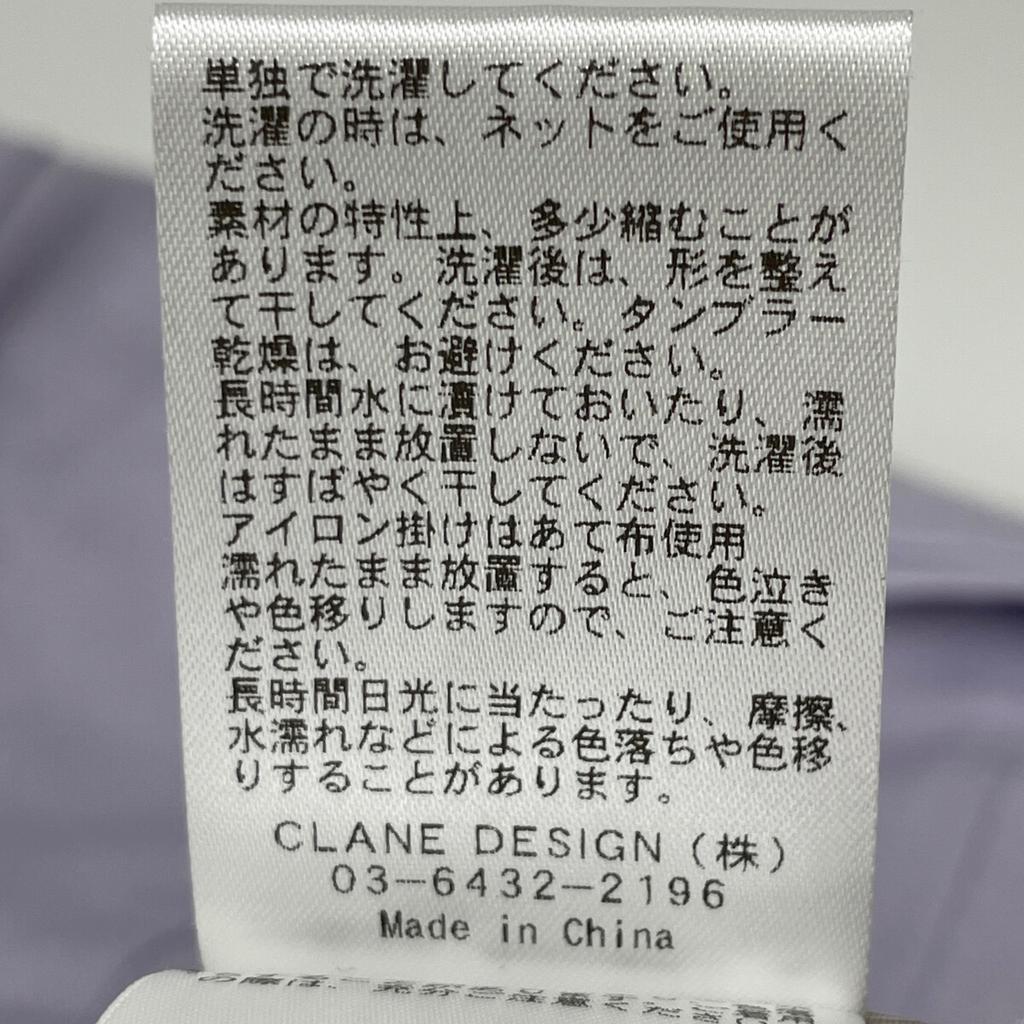 単独で洗濯してください。
洗濯の時は、ネットをご使用く
ださい。
素材の特性上、多少縮むことが
あります。洗濯後は、形を整え
て干してください。タンブラー
乾燥は、お避けください。
長時間水に漬けておいたり、濡
れたまま放置しないで、洗濯後
はすばやく干してください。
アイロン掛けはあて布使用
濡れたまま放置すると、色泣き
や色移りしますので、ご注意く
ださい。
長時間日光に当たったり、摩擦、
水濡れなどによる色落ちや色移
りすることがあります。
CLANE DESIGN（株）
03-6432-2196
Made in China